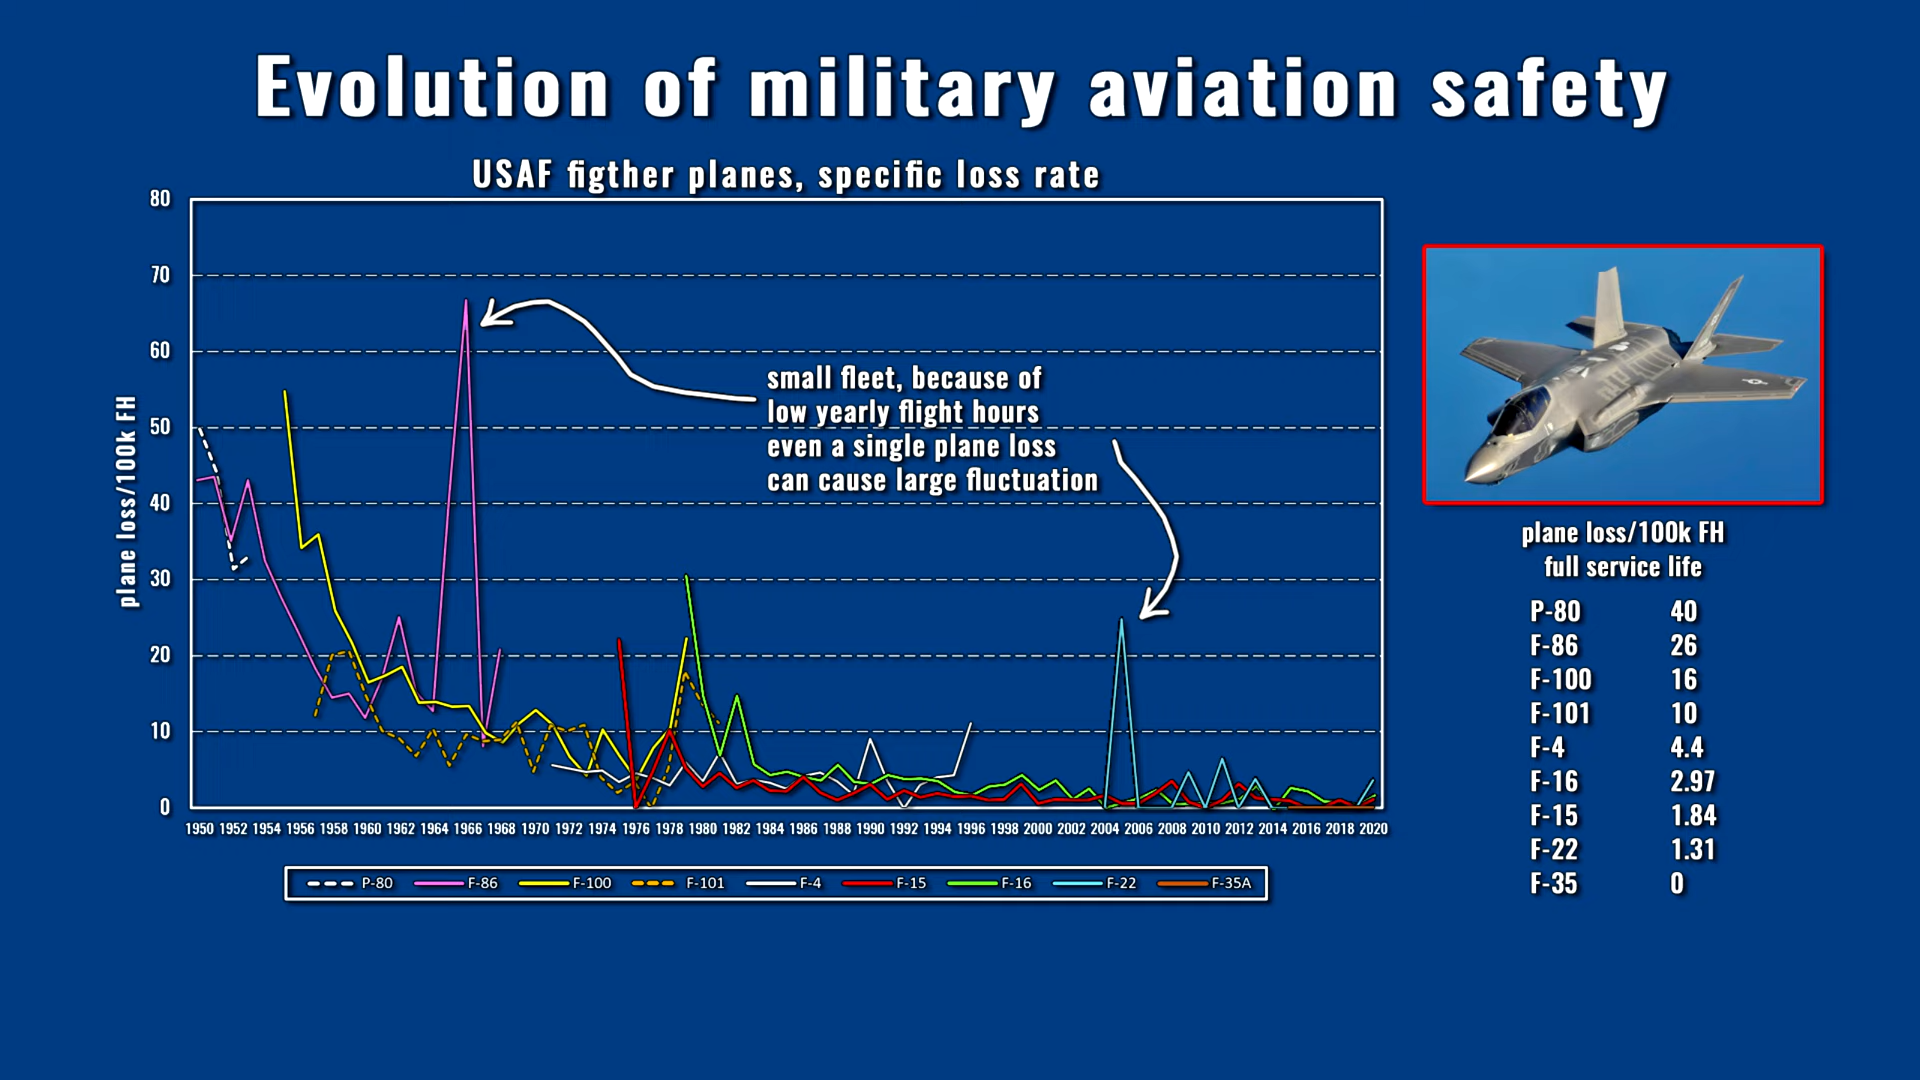 Evolution of military aviation safety
USAF figther planes, specific loss rate
80
70
60
50
40
30
20
10
0
plane loss/100k FH
small fleet, because of
low yearly flight hours
even a single plane loss
can cause large fluctuation
1950 1952 1954 1956 1958 1960 1962 1964 1966 1968 1970 1972 1974 1976 1978 1980 1982 1984 1986 1988 1990 1992 1994 1996 1998 2000 2002 2004 2006 2008 2010 2012 2014 2016 2018 2020
P-80 F-86 F-100 F-101 F-4 F-15 F-16 F-22 F-35A
plane loss/100k FH
full service life
P-80 40
F-86 26
F-100 16
F-101 10
F-4 4.4
F-16 2.97
F-15 1.84
F-22 1.31
F-35 0